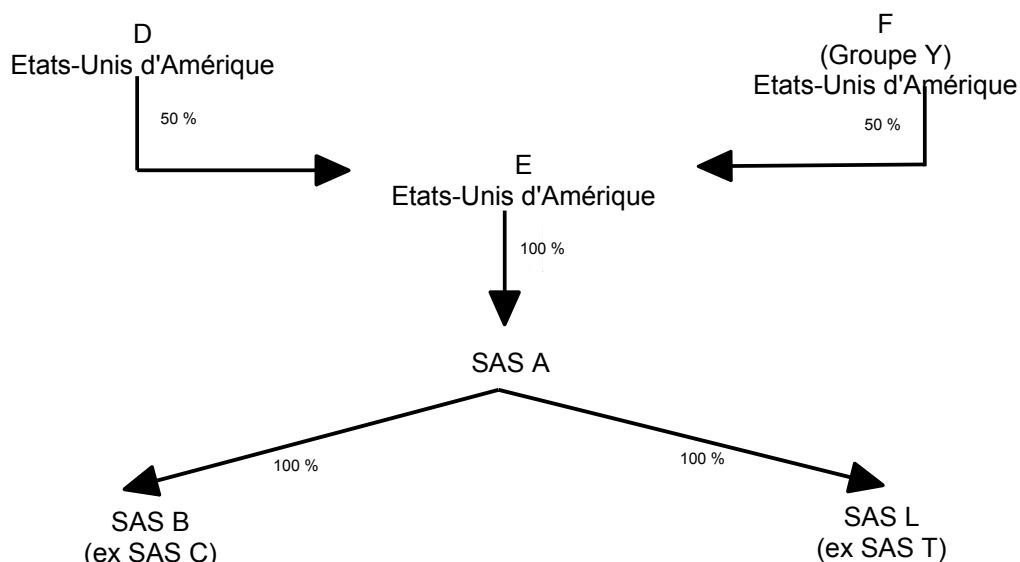 D
Etats-Unis d'Amérique
F
(Groupe Y)
Etats-Unis d'Amérique
50 %
50 %
E
Etats-Unis d'Amérique
100 %
SAS A
100 %
100 %
SAS B
(ex SAS C)
SAS L
(ex SAS T)